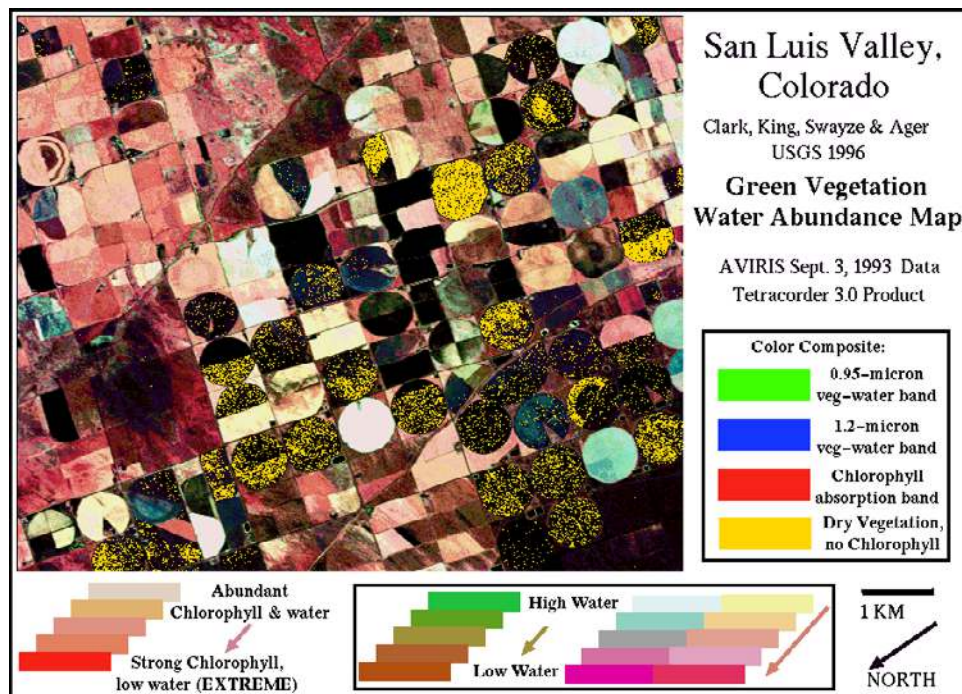 San Luis Valley,
Colorado
Clark, King, Swayze & Ager
USGS 1996
Green Vegetation
Water Abundance Map
AVIRIS Sept. 3, 1993 Data
Tetracorder 3.0 Product
Color Composite:
0.95-micron
veg-water band
1.2-micron
veg-water band
Chlorophyll
absorption band
Dry Vegetation,
no Chlorophyll
Abundant
Chlorophyll & water
Strong Chlorophyll,
low water (EXTREME)
High Water
Low Water
1 KM
NORTH